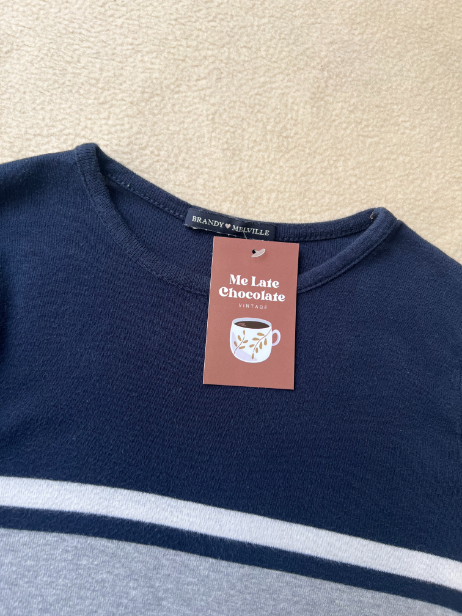 BRANDY ♥ MELVILLE
Me Late
Chocolate
VINTAGE